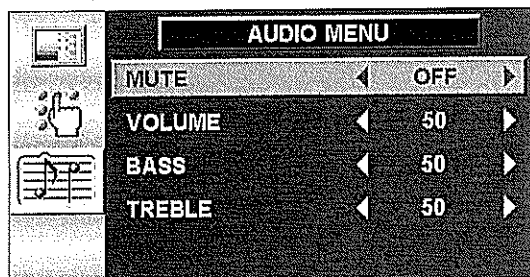 AUDIO MENU
MUTE OFF
VOLUME 50
BASS 50
TREBLE 50